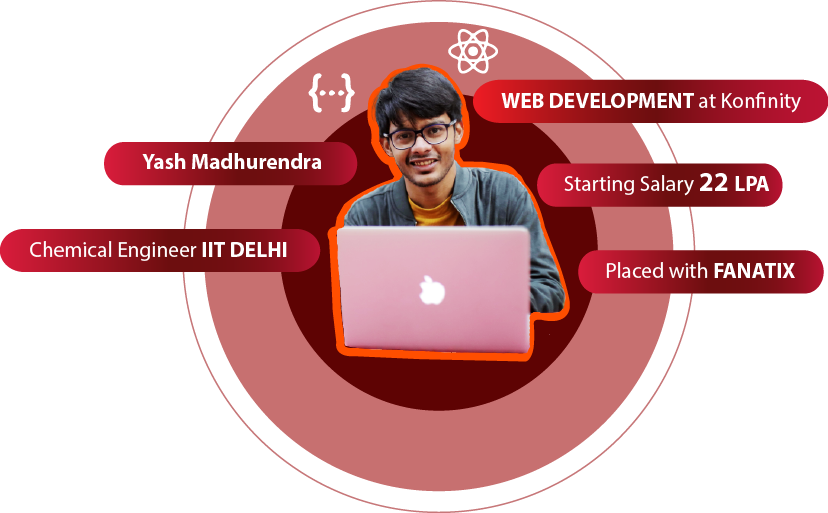 WEB DEVELOPMENT at Konfinity
Yash Madhurendra
Starting Salary 22 LPA
Chemical Engineer IIT DELHI
Placed with FANATIX